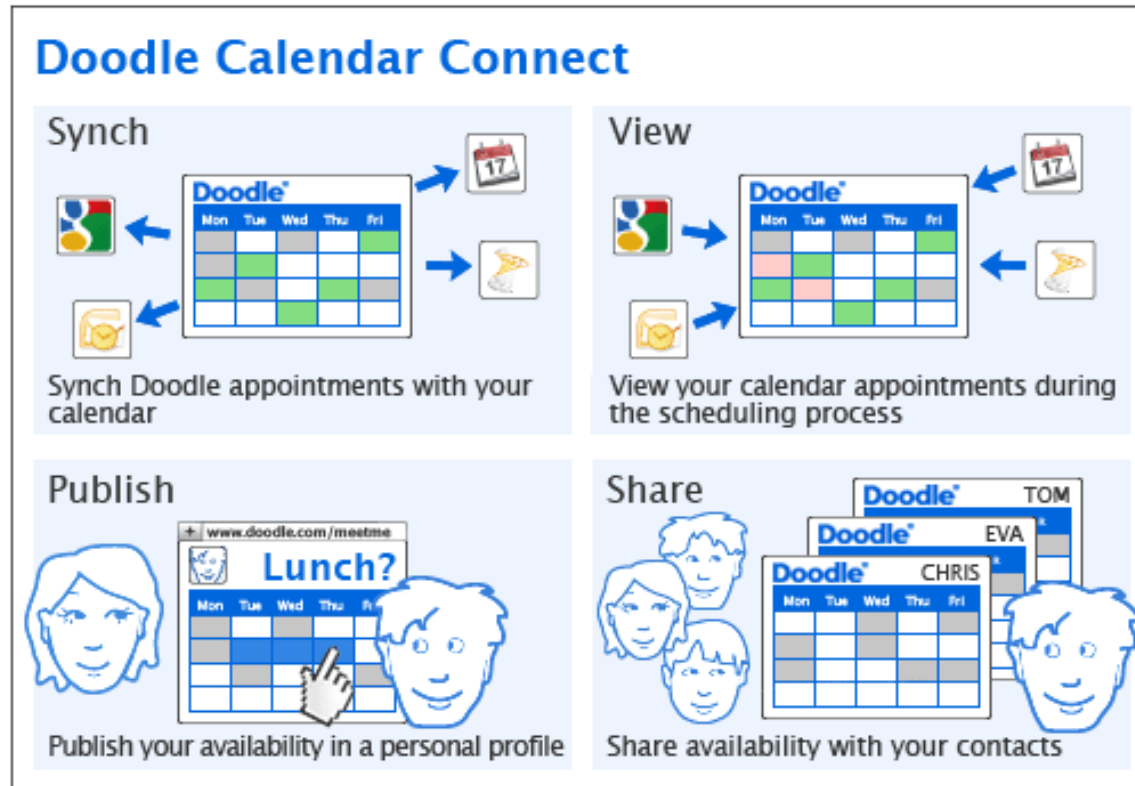 Doodle Calendar Connect
Synch
17
Doodle
Mon Tue Wed Thu Fri
Synch Doodle appointments with your
calendar
View
17
Doodle
Mon Tue Wed Thu Fri
View your calendar appointments during
the scheduling process
Publish
+ www.doodle.com/meetme
Lunch?
Mon Tue Wed Thu
Publish your availability in a personal profile
Share
Doodle TOM
Doodle EVA
Doodle CHRIS
Mon Tue Wed Thu Fri
Share availability with your contacts